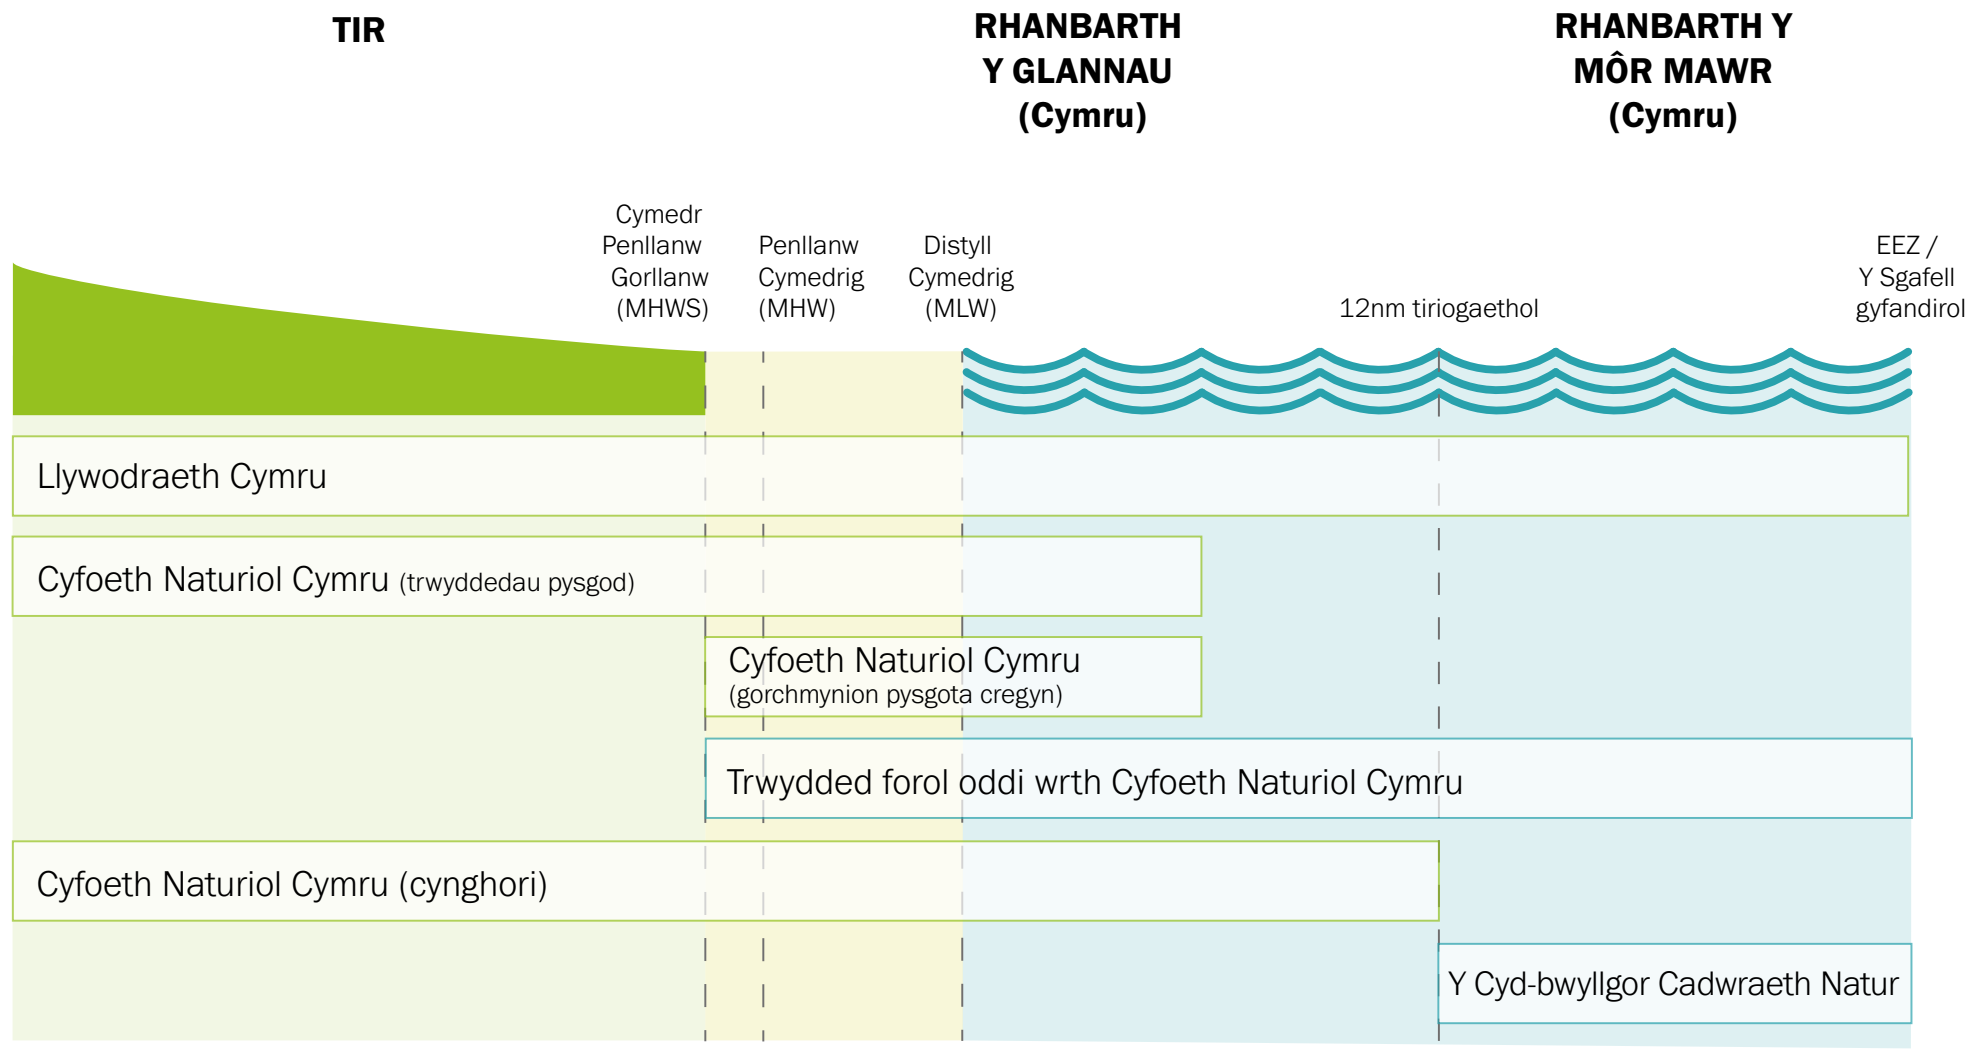 TIR
RHANBARTH
Y GLANNAU
(Cymru)
RHANBARTH Y
MÔR MAWR
(Cymru)
Cymedr
Penllanw
Gorllanw
(MHWS)
Penllanw
Cymedrig
(MHW)
Distyll
Cymedrig
(MLW)
12nm tiriogaethol
EEZ /
Y Sgafell
gyfandirol
Llywodraeth Cymru
Cyfoeth Naturiol Cymru (trwyddedau pysgod)
Cyfoeth Naturiol Cymru
(gorchmynion pysgota cregyn)
Trwydded forol oddi wrth Cyfoeth Naturiol Cymru
Cyfoeth Naturiol Cymru (cynghori)
Y Cyd-bwyllgor Cadwraeth Natur